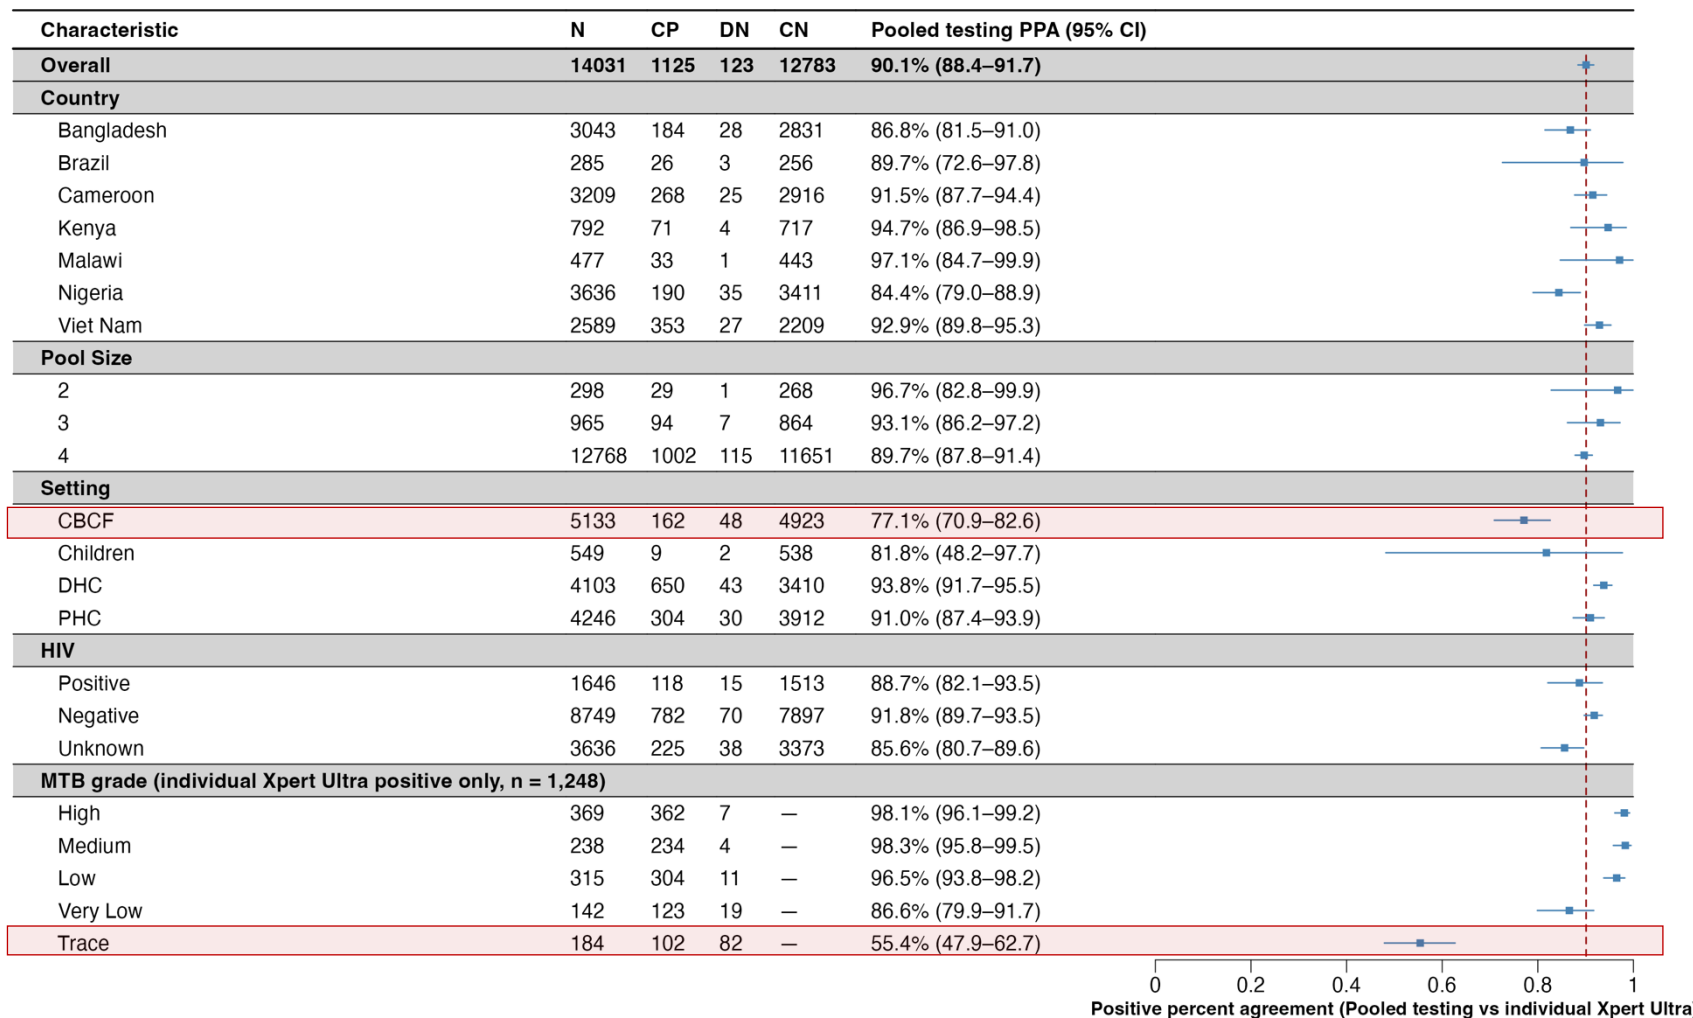 Characteristic N CP DN CN Pooled testing PPA (95% CI)
Overall 14031 1125 123 12783 90.1% (88.4–91.7)
Country
Bangladesh 3043 184 28 2831 86.8% (81.5–91.0)
Brazil 285 26 3 256 89.7% (72.6–97.8)
Cameroon 3209 268 25 2916 91.5% (87.7–94.4)
Kenya 792 71 4 717 94.7% (86.9–98.5)
Malawi 477 33 1 443 97.1% (84.7–99.9)
Nigeria 3636 190 35 3411 84.4% (79.0–88.9)
Viet Nam 2589 353 27 2209 92.9% (89.8–95.3)
Pool Size
2 298 29 1 268 96.7% (82.8–99.9)
3 965 94 7 864 93.1% (86.2–97.2)
4 12768 1002 115 11651 89.7% (87.8–91.4)
Setting
CBCF 5133 162 48 4923 77.1% (70.9–82.6)
Children 549 9 2 538 81.8% (48.2–97.7)
DHC 4103 650 43 3410 93.8% (91.7–95.5)
PHC 4246 304 30 3912 91.0% (87.4–93.9)
HIV
Positive 1646 118 15 1513 88.7% (82.1–93.5)
Negative 8749 782 70 7897 91.8% (89.7–93.5)
Unknown 3636 225 38 3373 85.6% (80.7–89.6)
MTB grade (individual Xpert Ultra positive only, n = 1,248)
High 369 362 7 — 98.1% (96.1–99.2)
Medium 238 234 4 — 98.3% (95.8–99.5)
Low 315 304 11 — 96.5% (93.8–98.2)
Very Low 142 123 19 — 86.6% (79.9–91.7)
Trace 184 102 82 — 55.4% (47.9–62.7)
0 0.2 0.4 0.6 0.8 1
Positive percent agreement (Pooled testing vs individual Xpert Ultra)